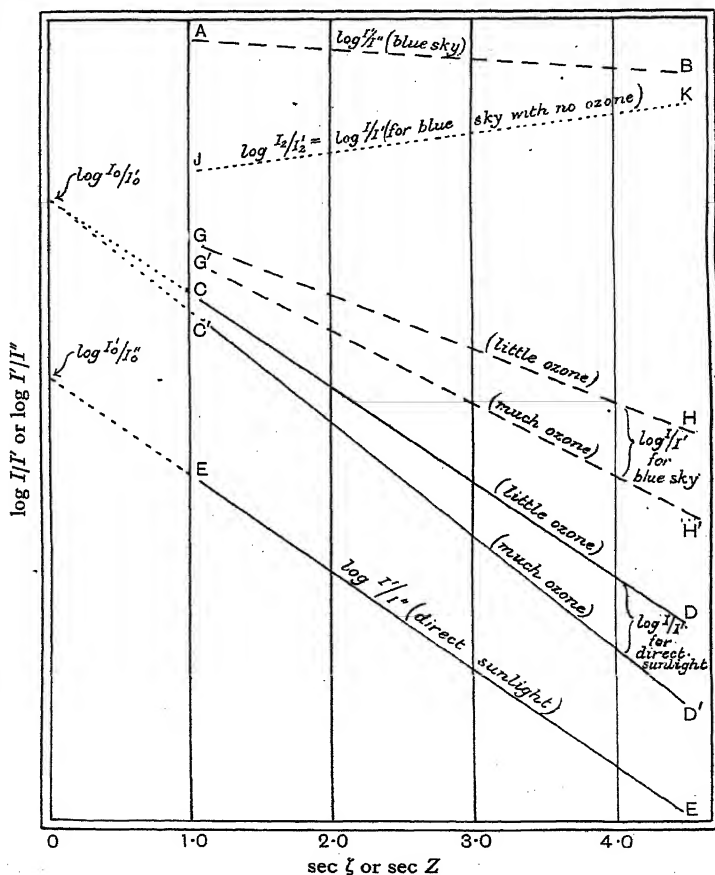 A
log I'/I" (blue sky)
B
K
log I₂/I₂' = log I/I' (for blue sky with no ozone)
J
log I₀/I₀'
G
G'
C
C'
log I₀'/I₀"
E
(little ozone)
(much ozone)
H
log I/I'
for
blue sky
H'
(little ozone)
(much ozone)
D
log I/I'
for
direct
sunlight
D'
log I'/I" (direct sunlight)
E
log I/I' or log I'/I"
0 1·0 2·0 3·0 4·0
sec ζ or sec Z